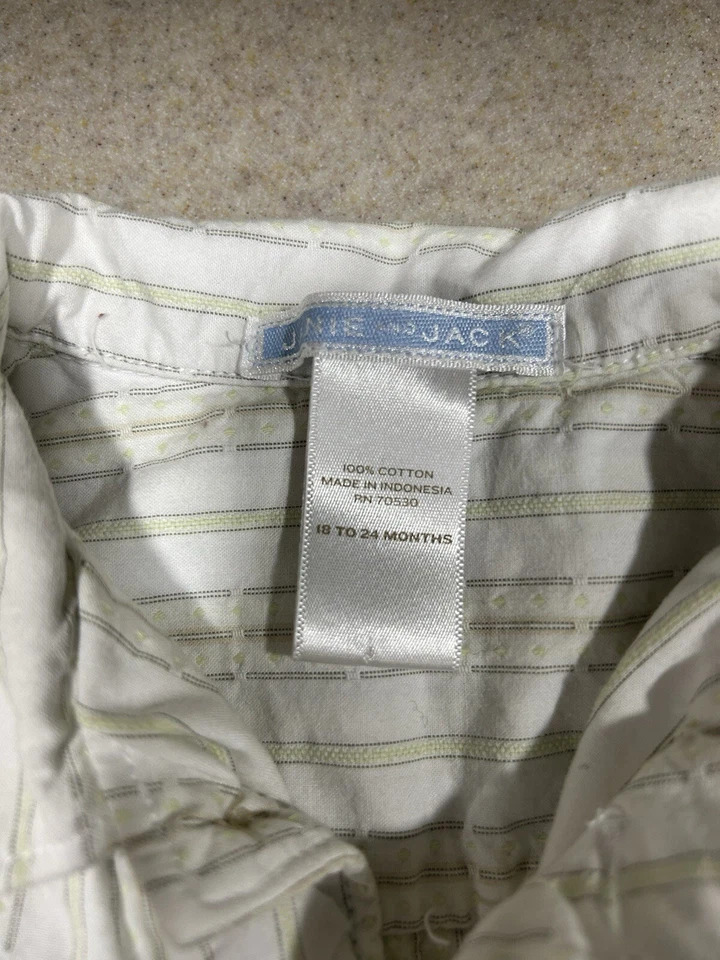 JANIE AND JACK®
100% COTTON
MADE IN INDONESIA
RN 70530
18 TO 24 MONTHS